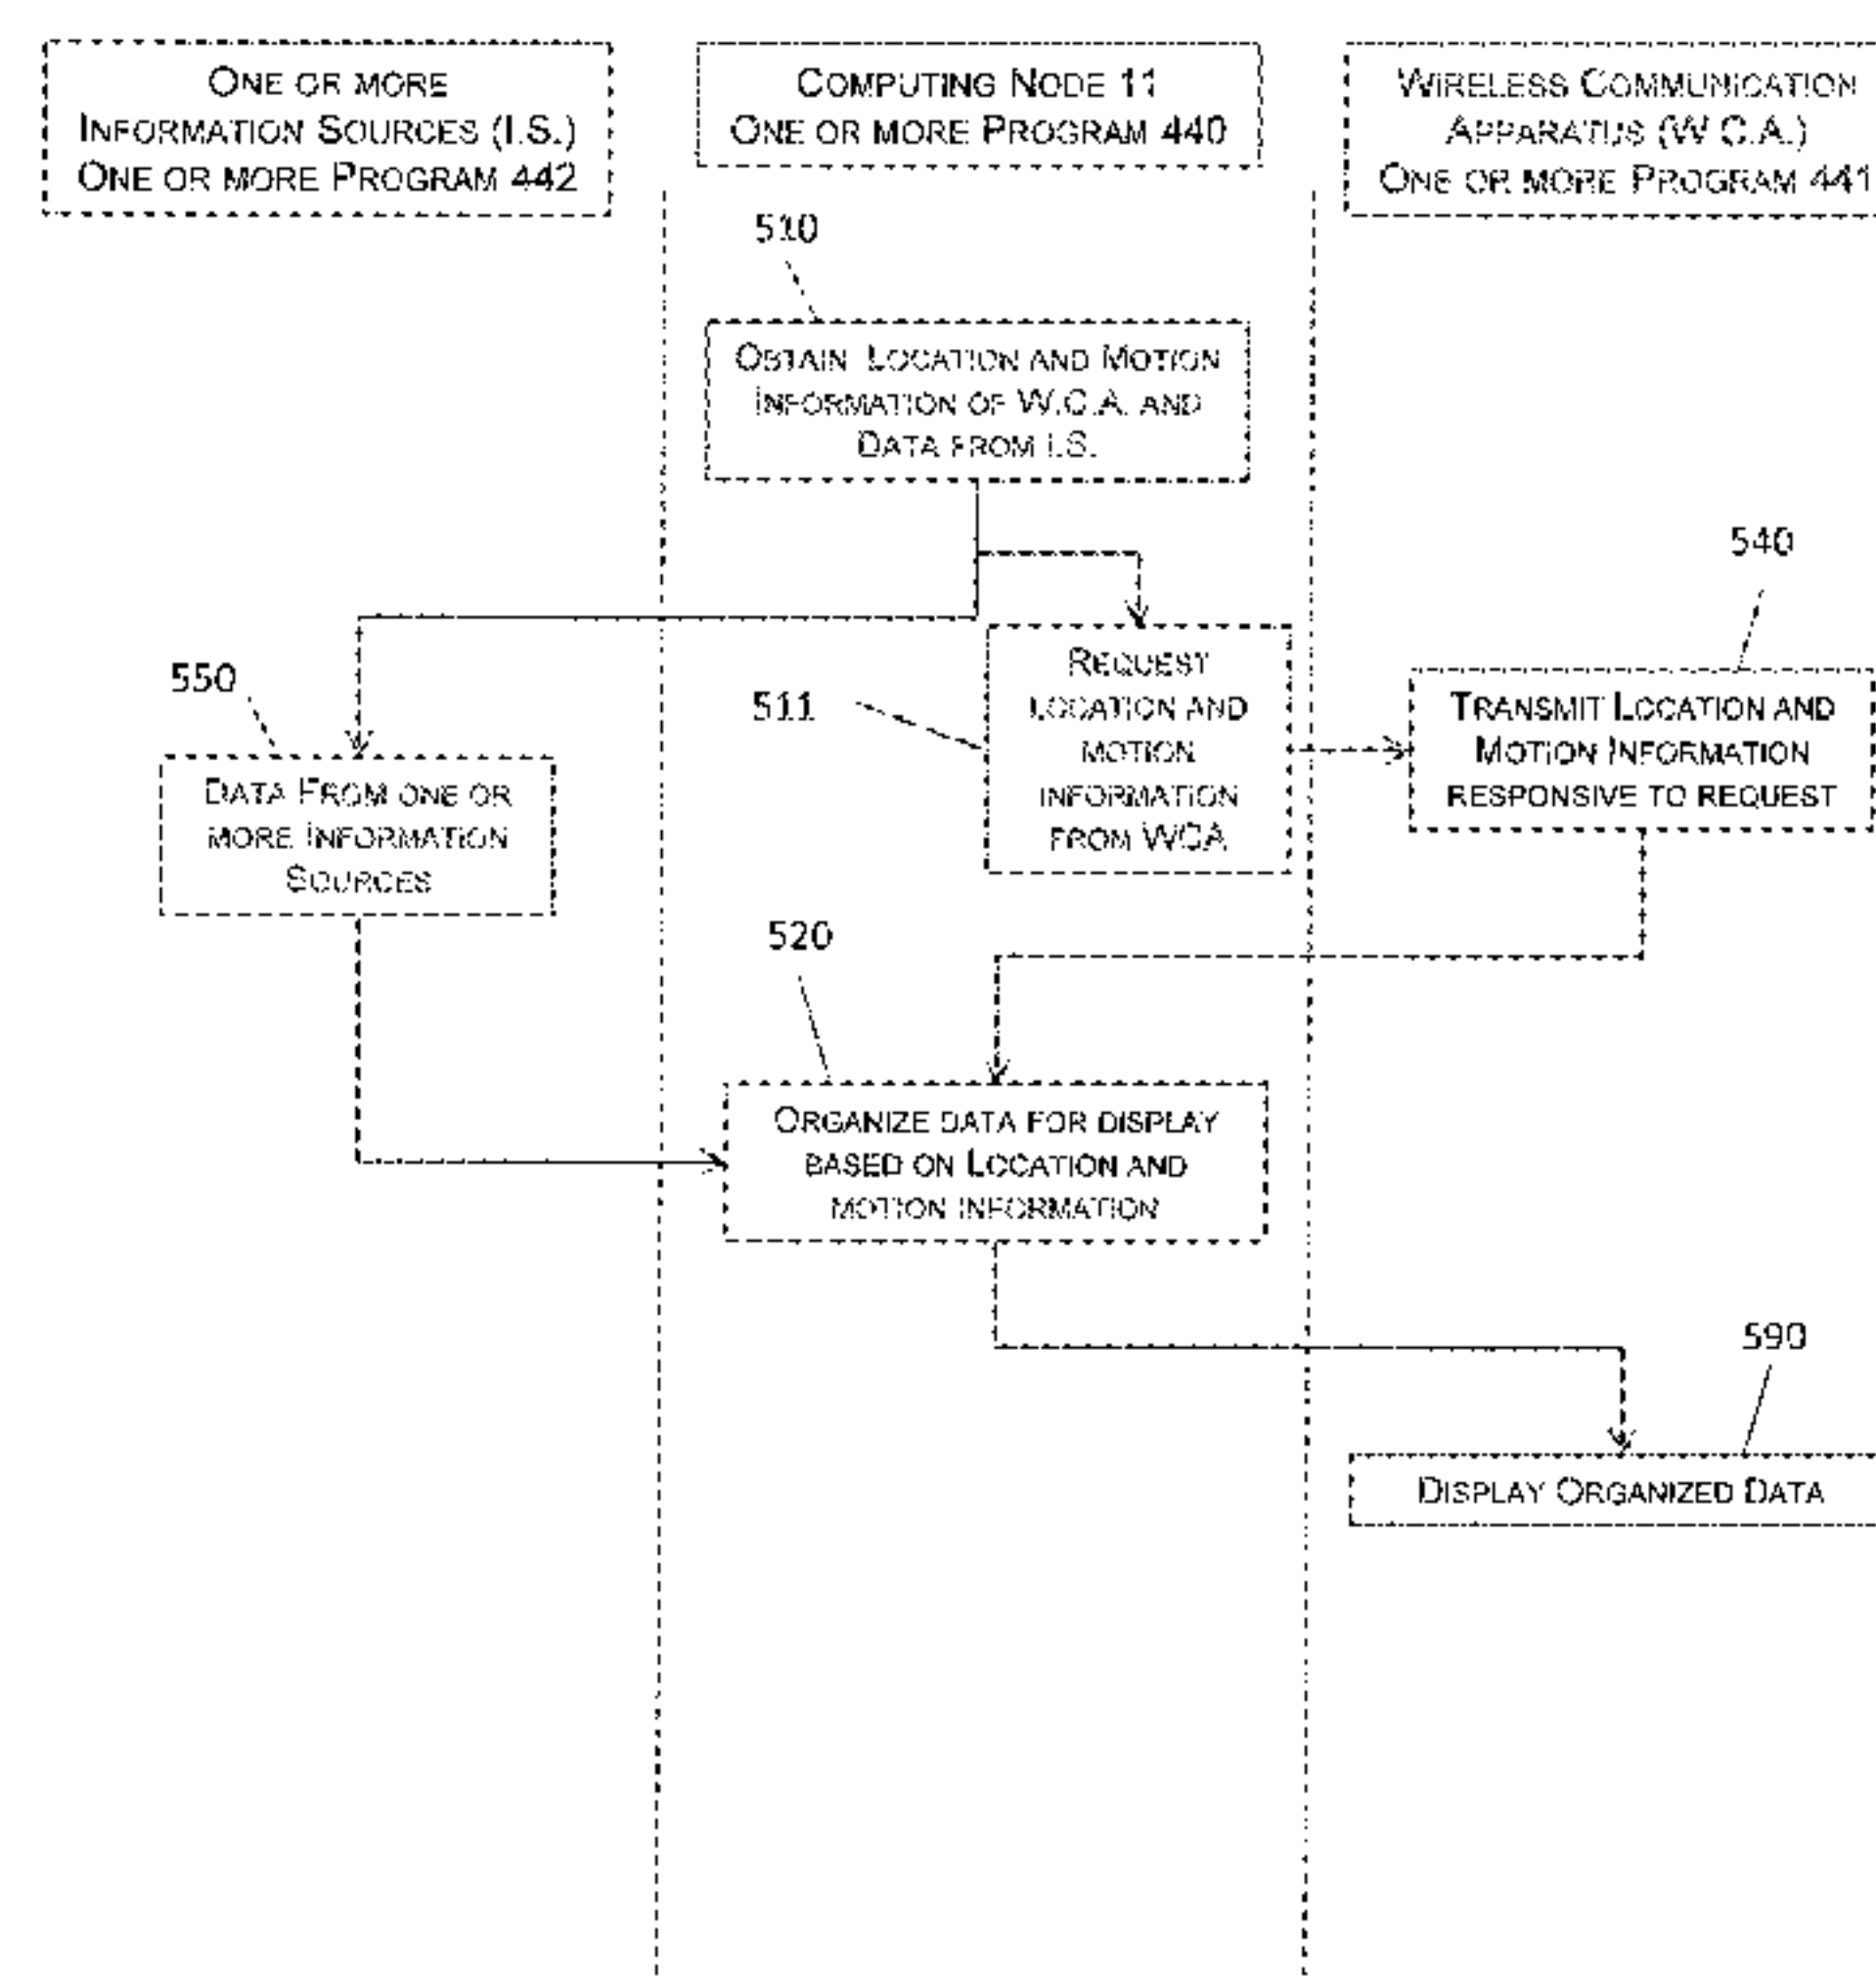 ONE OR MORE
INFORMATION SOURCES (I.S.)
ONE OR MORE PROGRAM 442
COMPUTING NODE 11
ONE OR MORE PROGRAM 440
WIRELESS COMMUNICATION
APPARATUS (W.C.A.)
ONE OR MORE PROGRAM 441
510
OBTAIN LOCATION AND MOTION
INFORMATION OF W.C.A. AND
DATA FROM I.S.
540
550
511
REQUEST
LOCATION AND
MOTION
INFORMATION
FROM WCA
TRANSMIT LOCATION AND
MOTION INFORMATION
RESPONSIVE TO REQUEST
DATA FROM ONE OR
MORE INFORMATION
SOURCES
520
ORGANIZE DATA FOR DISPLAY
BASED ON LOCATION AND
MOTION INFORMATION
590
DISPLAY ORGANIZED DATA